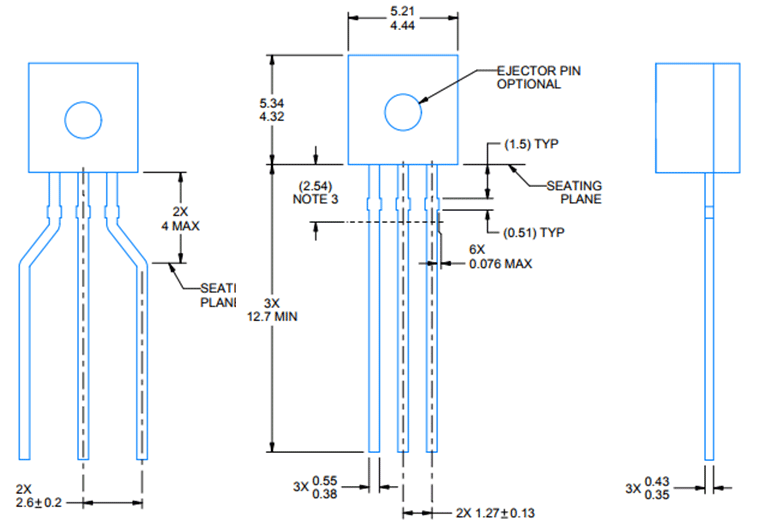 5.21
4.44
EJECTOR PIN
OPTIONAL
5.34
4.32
(1.5) TYP
(2.54)
NOTE 3
SEATING
PLANE
2X
4 MAX
(0.51) TYP
6X
0.076 MAX
SEATI
PLANE
3X
12.7 MIN
2X
2.6±0.2
3X 0.55
0.38
3X 0.43
0.35
2X 1.27±0.13